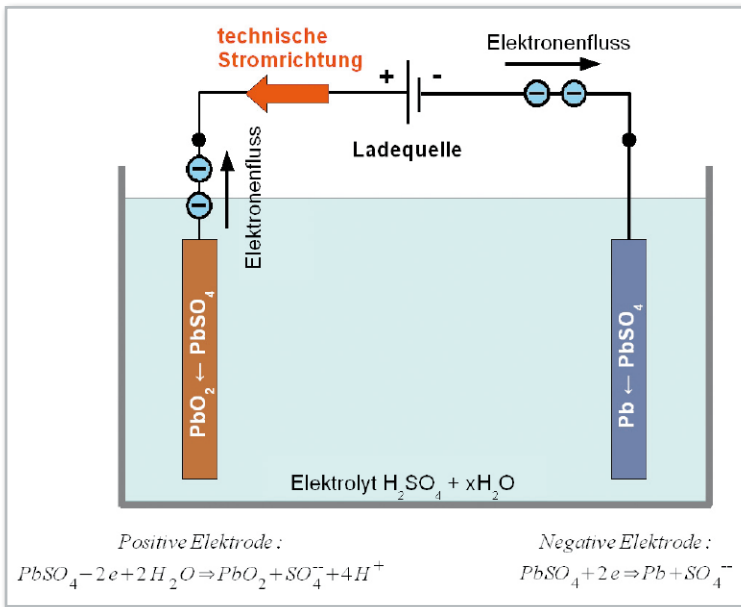 technische
Stromrichtung
Elektronenfluss
+ -
Ladequelle
− −
−
−
Elektronenfluss
PbO₂ ← PbSO₄
Pb ← PbSO₄
Elektrolyt H₂SO₄ + xH₂O
Positive Elektrode :
PbSO₄−2e+2H₂O⇒PbO₂+SO₄⁻⁻+4H⁺
Negative Elektrode :
PbSO₄+2e⇒Pb+SO₄⁻⁻